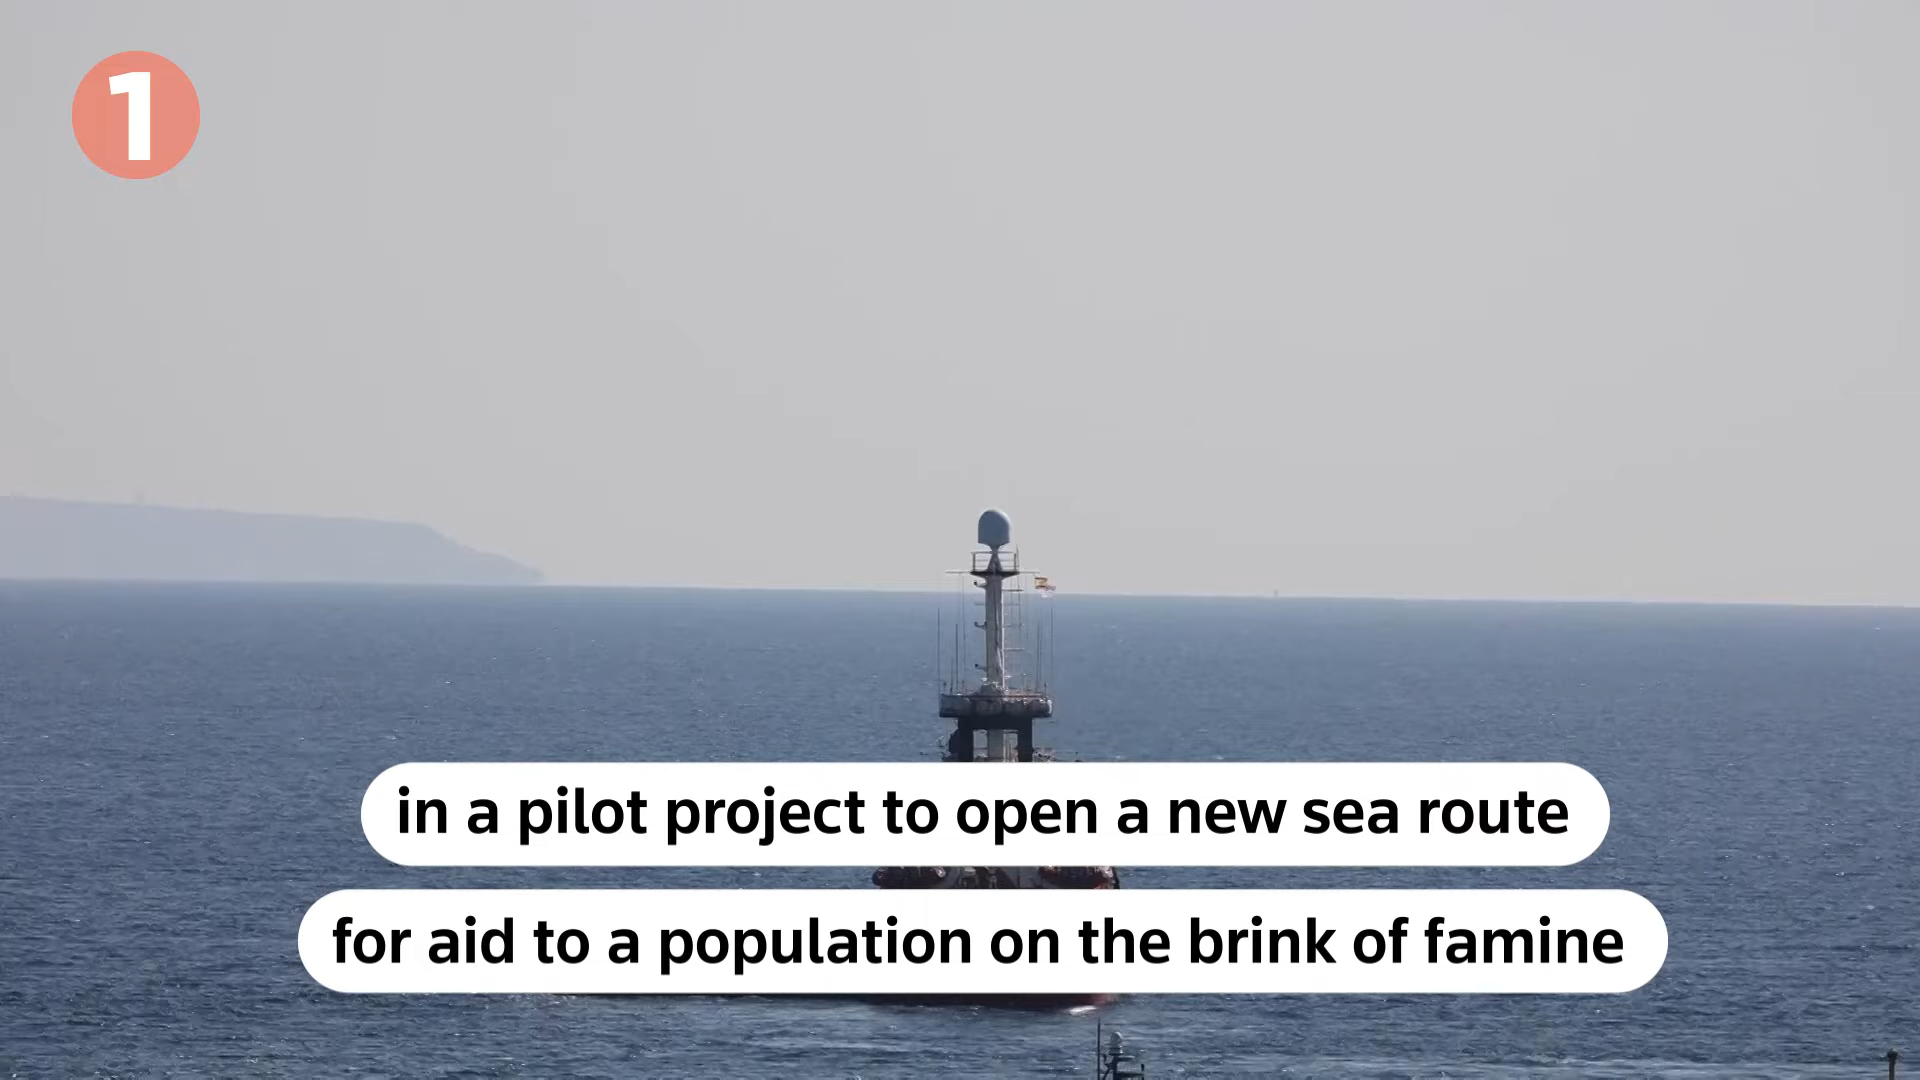 1
in a pilot project to open a new sea route
for aid to a population on the brink of famine